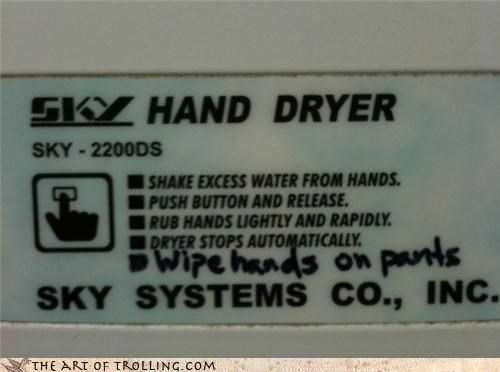 SKY HAND DRYER
SKY - 2200DS
■ SHAKE EXCESS WATER FROM HANDS.
■ PUSH BUTTON AND RELEASE.
■ RUB HANDS LIGHTLY AND RAPIDLY.
■ DRYER STOPS AUTOMATICALLY.
■ Wipe hands on pants
SKY SYSTEMS CO., INC.
THE ART OF TROLLING.COM